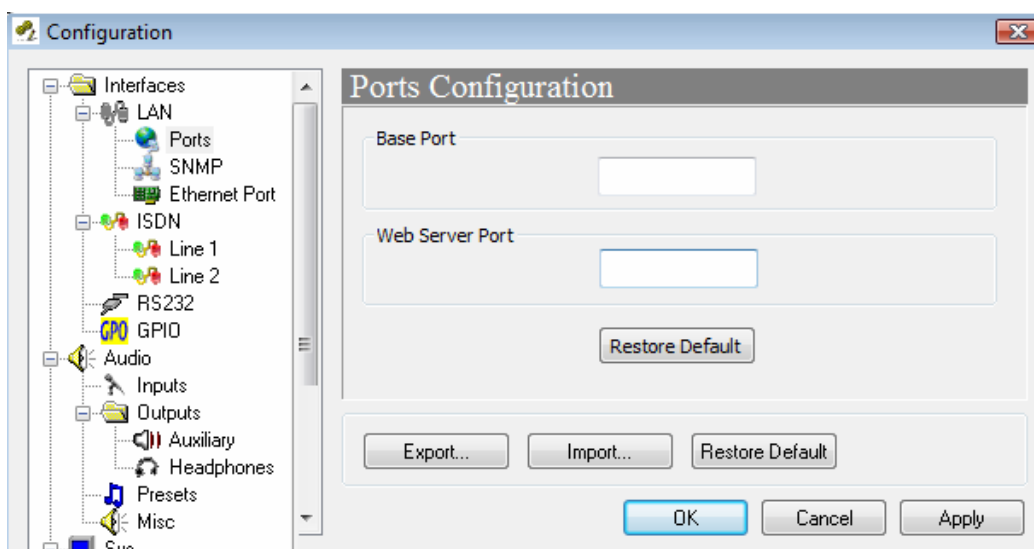 Configuration
Interfaces
LAN
Ports
SNMP
Ethernet Port
ISDN
Line 1
Line 2
RS232
GPO GPIO
Audio
Inputs
Outputs
Auxiliary
Headphones
Presets
Misc
Ports Configuration
Base Port
Web Server Port
Restore Default
Export... Import... Restore Default
OK Cancel Apply